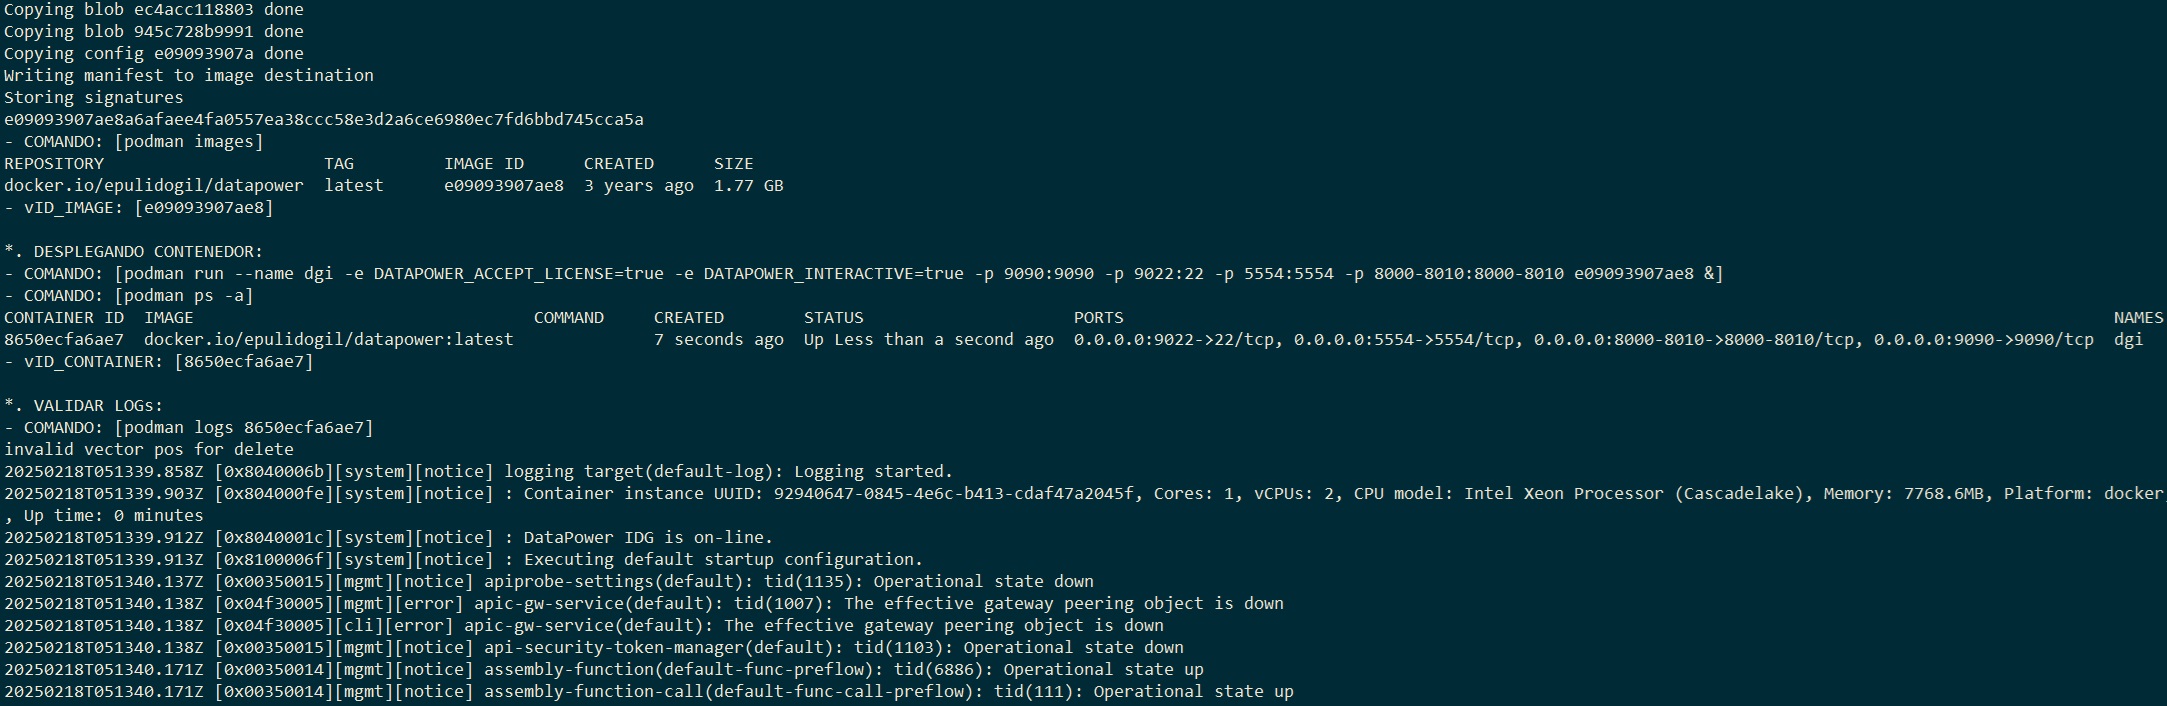 Copying blob ec4acc118803 done
Copying blob 945c728b9991 done
Copying config e09093907a done
Writing manifest to image destination
Storing signatures
e09093907ae8a6afaee4fa0557ea38ccc58e3d2a6ce6980ec7fd6bbd745cca5a
- COMANDO: [podman images]
REPOSITORY                      TAG         IMAGE ID      CREATED      SIZE
docker.io/epulidogil/datapower  latest      e09093907ae8  3 years ago  1.77 GB
- vID_IMAGE: [e09093907ae8]

*. DESPLEGANDO CONTENEDOR:
- COMANDO: [podman run --name dgi -e DATAPOWER_ACCEPT_LICENSE=true -e DATAPOWER_INTERACTIVE=true -p 9090:9090 -p 9022:22 -p 5554:5554 -p 8000-8010:8000-8010 e09093907ae8 &]
- COMANDO: [podman ps -a]
CONTAINER ID  IMAGE                                  COMMAND     CREATED        STATUS                     PORTS                                                                                                   NAMES
8650ecfa6ae7  docker.io/epulidogil/datapower:latest              7 seconds ago  Up Less than a second ago  0.0.0.0:9022->22/tcp, 0.0.0.0:5554->5554/tcp, 0.0.0.0:8000-8010->8000-8010/tcp, 0.0.0.0:9090->9090/tcp  dgi
- vID_CONTAINER: [8650ecfa6ae7]

*. VALIDAR LOGs:
- COMANDO: [podman logs 8650ecfa6ae7]
invalid vector pos for delete
20250218T051339.858Z [0x8040006b][system][notice] logging target(default-log): Logging started.
20250218T051339.903Z [0x804000fe][system][notice] : Container instance UUID: 92940647-0845-4e6c-b413-cdaf47a2045f, Cores: 1, vCPUs: 2, CPU model: Intel Xeon Processor (Cascadelake), Memory: 7768.6MB, Platform: docker,
, Up time: 0 minutes
20250218T051339.912Z [0x8040001c][system][notice] : DataPower IDG is on-line.
20250218T051339.913Z [0x8100006f][system][notice] : Executing default startup configuration.
20250218T051340.137Z [0x00350015][mgmt][notice] apiprobe-settings(default): tid(1135): Operational state down
20250218T051340.138Z [0x04f30005][mgmt][error] apic-gw-service(default): tid(1007): The effective gateway peering object is down
20250218T051340.138Z [0x04f30005][cli][error] apic-gw-service(default): The effective gateway peering object is down
20250218T051340.138Z [0x00350015][mgmt][notice] api-security-token-manager(default): tid(1103): Operational state down
20250218T051340.171Z [0x00350014][mgmt][notice] assembly-function(default-func-preflow): tid(6886): Operational state up
20250218T051340.171Z [0x00350014][mgmt][notice] assembly-function-call(default-func-call-preflow): tid(111): Operational state up